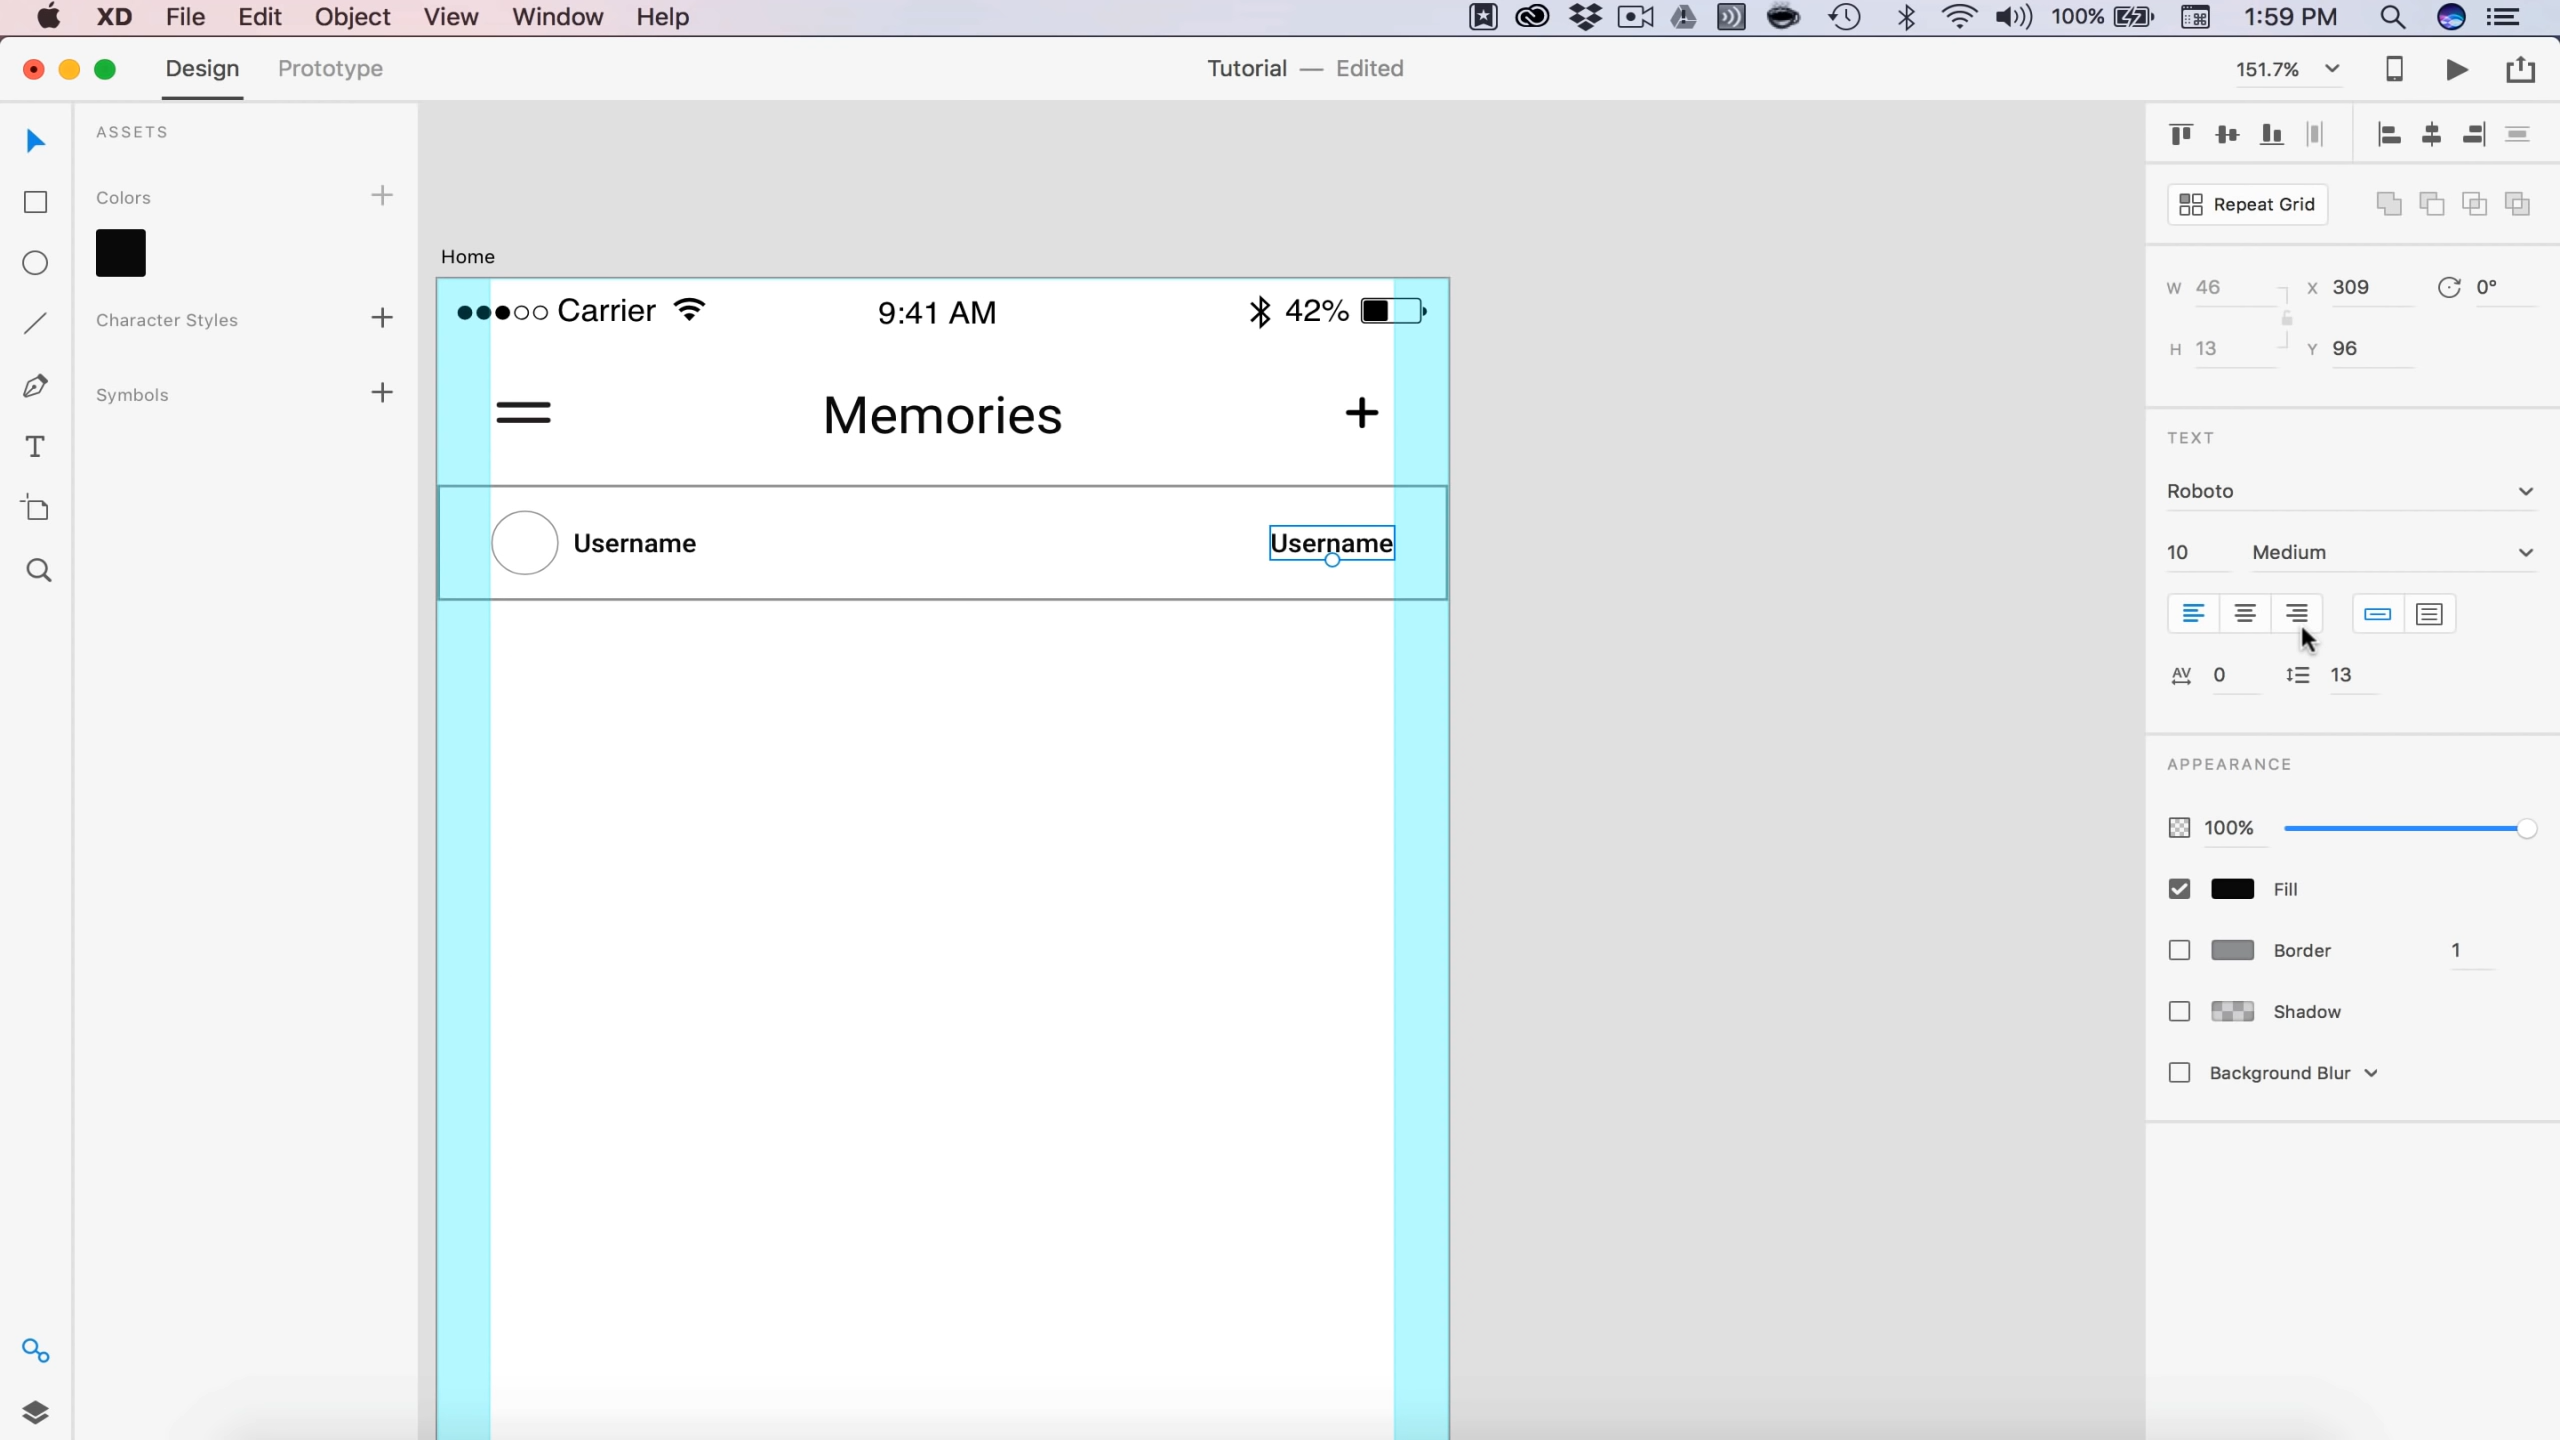 XD File Edit Object View Window Help 100% 1:59 PM
Design Prototype Tutorial — Edited 151.7%
ASSETS
Colors
Character Styles
Symbols
Home
Carrier 9:41 AM 42%
Memories
Username Username
Repeat Grid
W 46 X 309 0°
H 13 Y 96
TEXT
Roboto
10 Medium
AV 0 13
APPEARANCE
100%
Fill
Border 1
Shadow
Background Blur